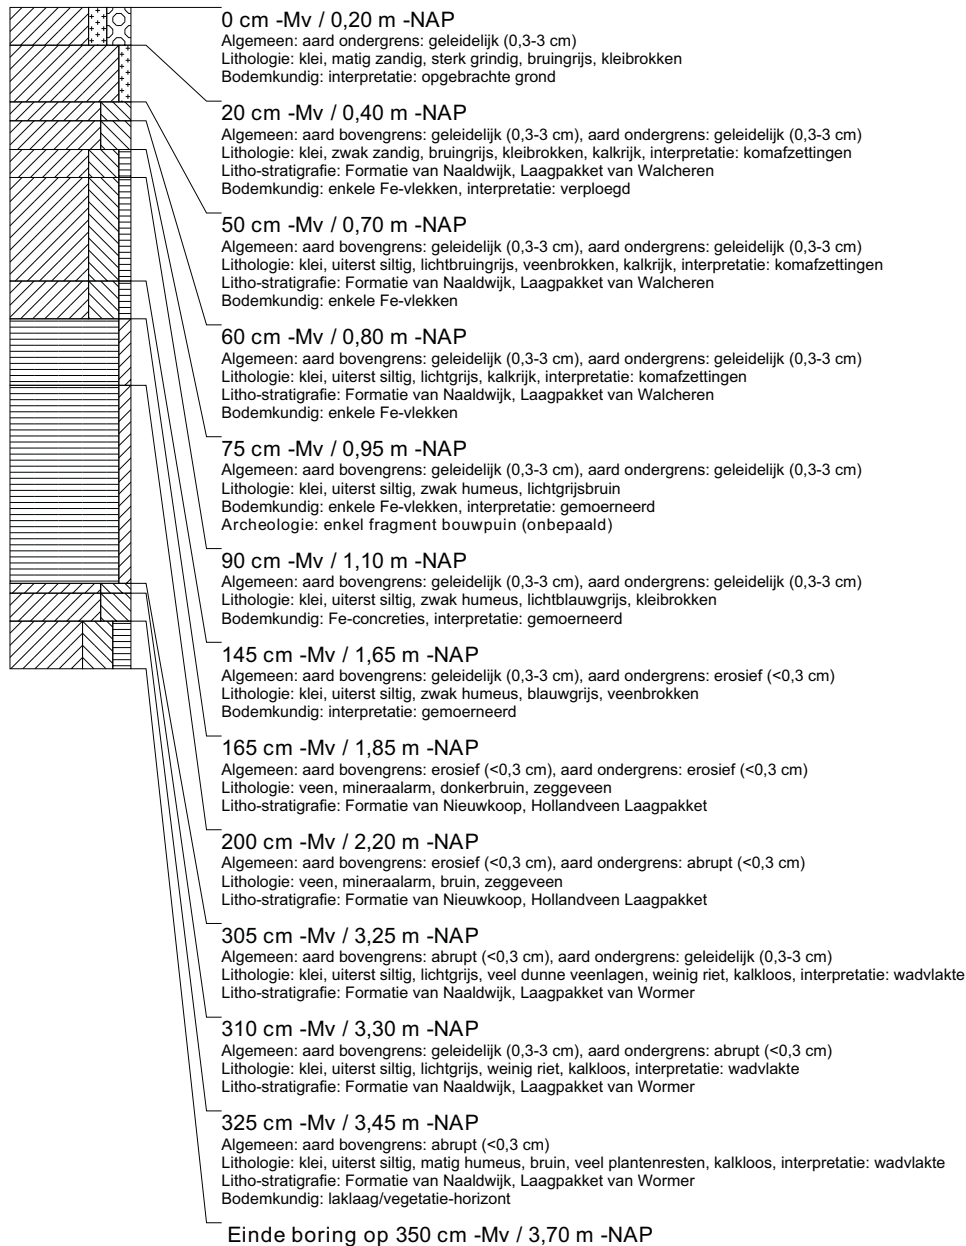 0 cm -Mv / 0,20 m -NAP
Algemeen: aard ondergrens: geleidelijk (0,3-3 cm)
Lithologie: klei, matig zandig, sterk grindig, bruingrijs, kleibrokken
Bodemkundig: interpretatie: opgebrachte grond
20 cm -Mv / 0,40 m -NAP
Algemeen: aard bovengrens: geleidelijk (0,3-3 cm), aard ondergrens: geleidelijk (0,3-3 cm)
Lithologie: klei, zwak zandig, bruingrijs, kleibrokken, kalkrijk, interpretatie: komafzettingen
Litho-stratigrafie: Formatie van Naaldwijk, Laagpakket van Walcheren
Bodemkundig: enkele Fe-vlekken, interpretatie: verploegd
50 cm -Mv / 0,70 m -NAP
Algemeen: aard bovengrens: geleidelijk (0,3-3 cm), aard ondergrens: geleidelijk (0,3-3 cm)
Lithologie: klei, uiterst siltig, lichtbruingrijs, veenbrokken, kalkrijk, interpretatie: komafzettingen
Litho-stratigrafie: Formatie van Naaldwijk, Laagpakket van Walcheren
Bodemkundig: enkele Fe-vlekken
60 cm -Mv / 0,80 m -NAP
Algemeen: aard bovengrens: geleidelijk (0,3-3 cm), aard ondergrens: geleidelijk (0,3-3 cm)
Lithologie: klei, uiterst siltig, lichtgrijs, kalkrijk, interpretatie: komafzettingen
Litho-stratigrafie: Formatie van Naaldwijk, Laagpakket van Walcheren
Bodemkundig: enkele Fe-vlekken
75 cm -Mv / 0,95 m -NAP
Algemeen: aard bovengrens: geleidelijk (0,3-3 cm), aard ondergrens: geleidelijk (0,3-3 cm)
Lithologie: klei, uiterst siltig, zwak humeus, lichtgrijsbruin
Bodemkundig: enkele Fe-vlekken, interpretatie: gemoerneerd
Archeologie: enkel fragment bouwpuin (onbepaald)
90 cm -Mv / 1,10 m -NAP
Algemeen: aard bovengrens: geleidelijk (0,3-3 cm), aard ondergrens: geleidelijk (0,3-3 cm)
Lithologie: klei, uiterst siltig, zwak humeus, lichtblauwgrijs, kleibrokken
Bodemkundig: Fe-concreties, interpretatie: gemoerneerd
145 cm -Mv / 1,65 m -NAP
Algemeen: aard bovengrens: geleidelijk (0,3-3 cm), aard ondergrens: erosief (<0,3 cm)
Lithologie: klei, uiterst siltig, zwak humeus, blauwgrijs, veenbrokken
Bodemkundig: interpretatie: gemoerneerd
165 cm -Mv / 1,85 m -NAP
Algemeen: aard bovengrens: erosief (<0,3 cm), aard ondergrens: erosief (<0,3 cm)
Lithologie: veen, mineraalarm, donkerbruin, zeggeveen
Litho-stratigrafie: Formatie van Nieuwkoop, Hollandveen Laagpakket
200 cm -Mv / 2,20 m -NAP
Algemeen: aard bovengrens: erosief (<0,3 cm), aard ondergrens: abrupt (<0,3 cm)
Lithologie: veen, mineraalarm, bruin, zeggeveen
Litho-stratigrafie: Formatie van Nieuwkoop, Hollandveen Laagpakket
305 cm -Mv / 3,25 m -NAP
Algemeen: aard bovengrens: abrupt (<0,3 cm), aard ondergrens: geleidelijk (0,3-3 cm)
Lithologie: klei, uiterst siltig, lichtgrijs, veel dunne veenlagen, weinig riet, kalkloos, interpretatie: wadvlakte
Litho-stratigrafie: Formatie van Naaldwijk, Laagpakket van Wormer
310 cm -Mv / 3,30 m -NAP
Algemeen: aard bovengrens: geleidelijk (0,3-3 cm), aard ondergrens: abrupt (<0,3 cm)
Lithologie: klei, uiterst siltig, lichtgrijs, weinig riet, kalkloos, interpretatie: wadvlakte
Litho-stratigrafie: Formatie van Naaldwijk, Laagpakket van Wormer
325 cm -Mv / 3,45 m -NAP
Algemeen: aard bovengrens: abrupt (<0,3 cm)
Lithologie: klei, uiterst siltig, matig humeus, bruin, veel plantenresten, kalkloos, interpretatie: wadvlakte
Litho-stratigrafie: Formatie van Naaldwijk, Laagpakket van Wormer
Bodemkundig: laklaag/vegetatie-horizont
Einde boring op 350 cm -Mv / 3,70 m -NAP